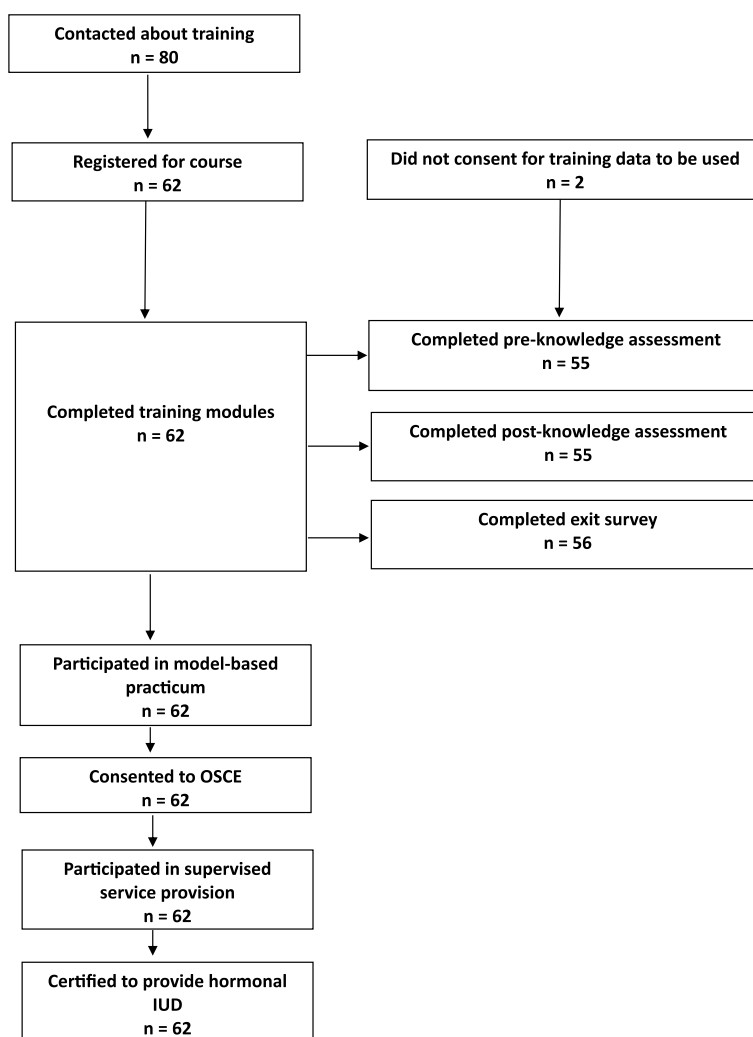 Contacted about training
n = 80
Registered for course
n = 62
Did not consent for training data to be used
n = 2
Completed training modules
n = 62
Completed pre-knowledge assessment
n = 55
Completed post-knowledge assessment
n = 55
Completed exit survey
n = 56
Participated in model-based
practicum
n = 62
Consented to OSCE
n = 62
Participated in supervised
service provision
n = 62
Certified to provide hormonal
IUD
n = 62